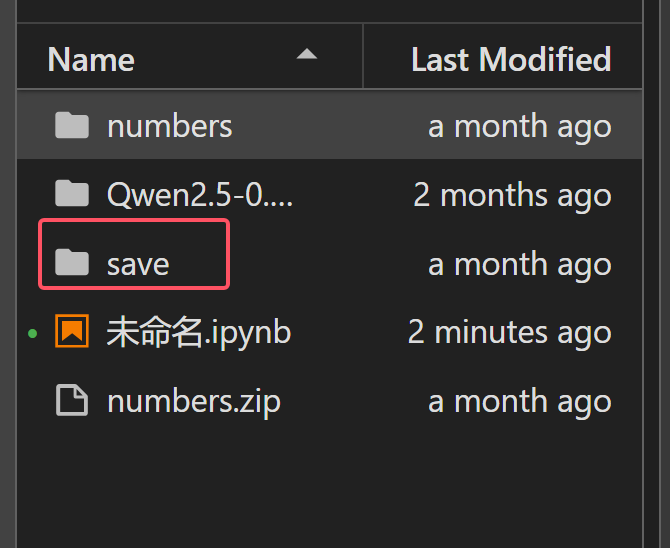 Name Last Modified
numbers a month ago
Qwen2.5-0.... 2 months ago
save a month ago
未命名.ipynb 2 minutes ago
numbers.zip a month ago